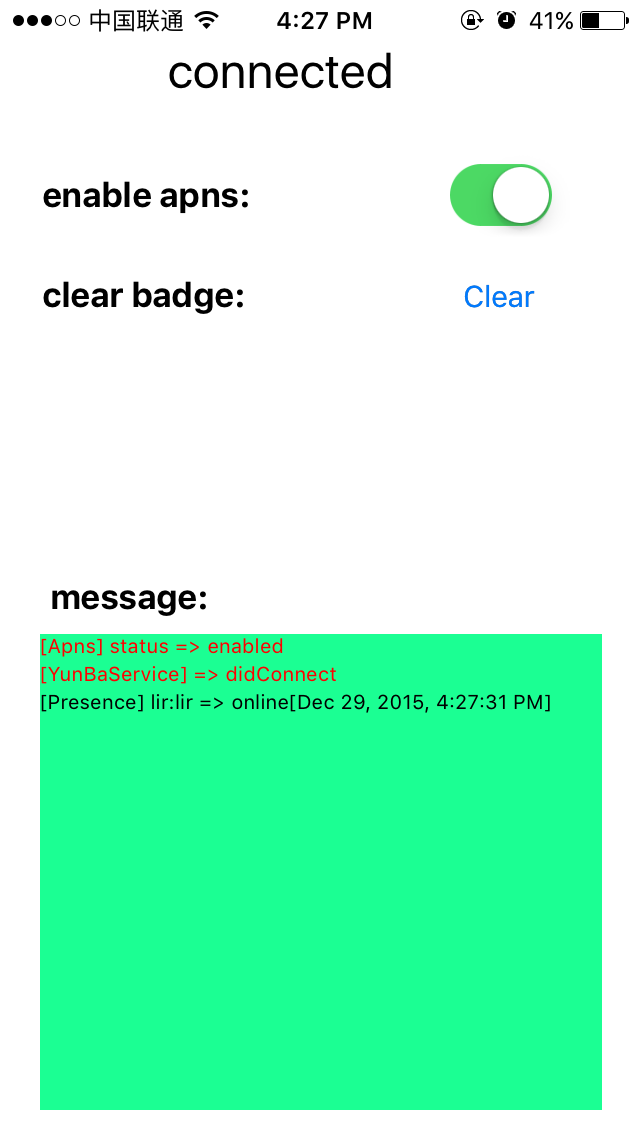 中国联通 4:27 PM 41%
connected
enable apns:
clear badge: Clear
message:
[Apns] status => enabled
[YunBaService] => didConnect
[Presence] lir:lir => online[Dec 29, 2015, 4:27:31 PM]